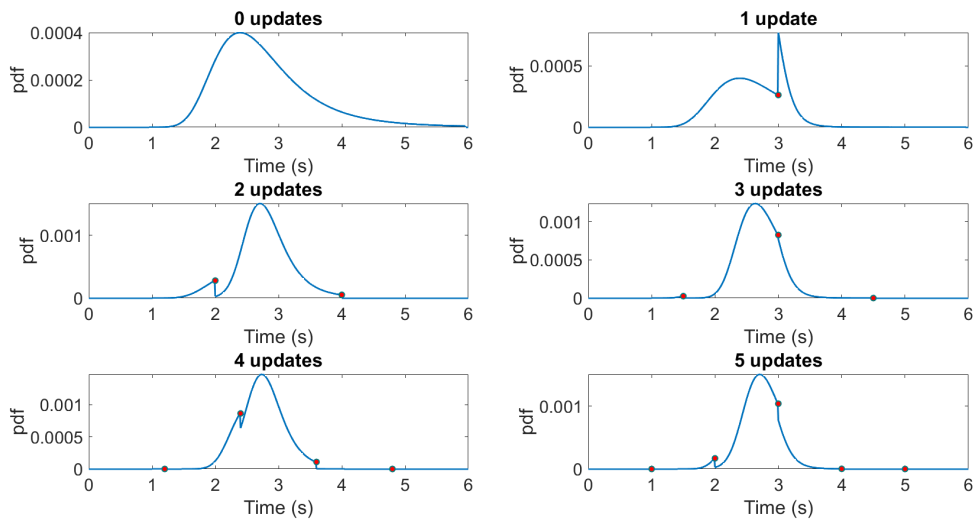 0 updates
pdf
0.0004
0.0002
0
0 1 2 3 4 5 6
Time (s)
1 update
pdf
0.0005
0
0 1 2 3 4 5 6
Time (s)
2 updates
pdf
0.001
0
0 1 2 3 4 5 6
Time (s)
3 updates
pdf
0.001
0.0005
0
0 1 2 3 4 5 6
Time (s)
4 updates
pdf
0.001
0.0005
0
0 1 2 3 4 5 6
Time (s)
5 updates
pdf
0.001
0
0 1 2 3 4 5 6
Time (s)